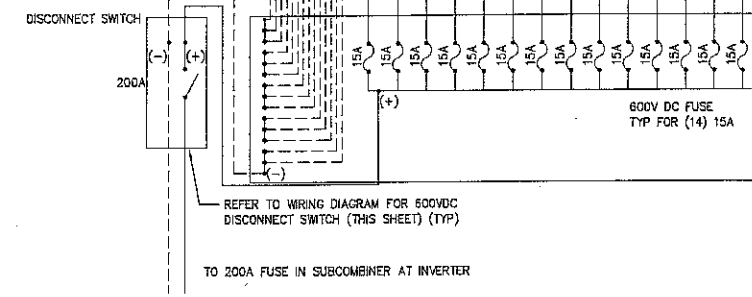 DISCONNECT SWITCH
(-) (+)
200A
15A 15A 15A 15A 15A 15A 15A 15A 15A 15A 15A 15A 15A 15A
(+)
600V DC FUSE
TYP FOR (14) 15A
(-)
REFER TO WIRING DIAGRAM FOR 600VDC
DISCONNECT SWITCH (THIS SHEET) (TYP)
TO 200A FUSE IN SUBCOMBINER AT INVERTER